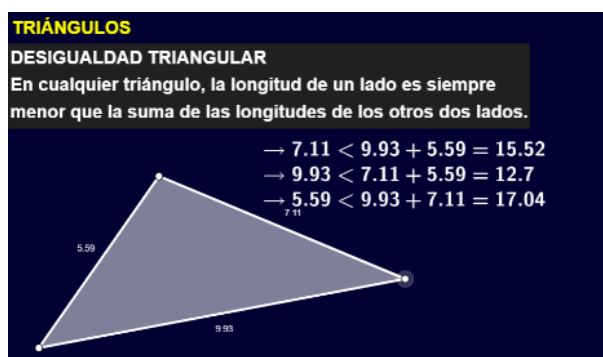 TRIÁNGULOS
DESIGUALDAD TRIANGULAR
En cualquier triángulo, la longitud de un lado es siempre
menor que la suma de las longitudes de los otros dos lados.
→ 7.11 < 9.93 + 5.59 = 15.52
→ 9.93 < 7.11 + 5.59 = 12.7
→ 5.59 < 9.93 + 7.11 = 17.04
7.11
5.59
9.93